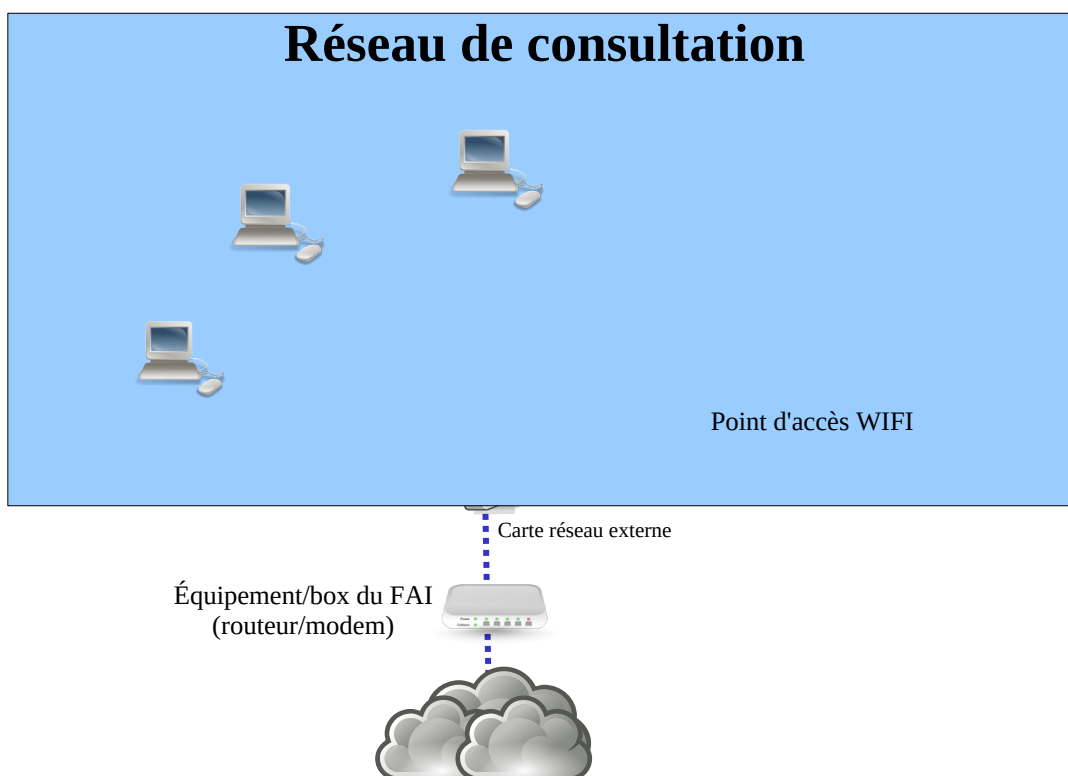 Réseau de consultation
Point d'accès WIFI
Carte réseau externe
Équipement/box du FAI
(routeur/modem)